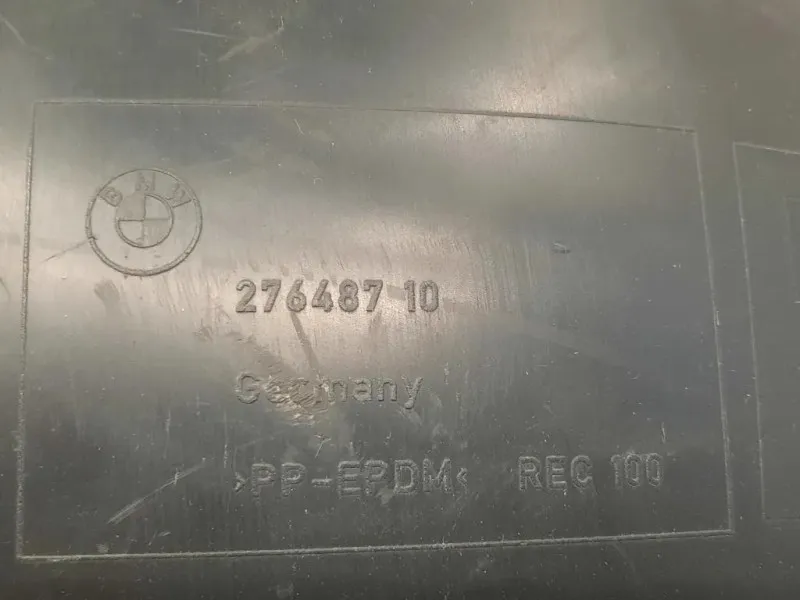 BMW
276487 10
Germany
>PP-EPDM<
REC 100